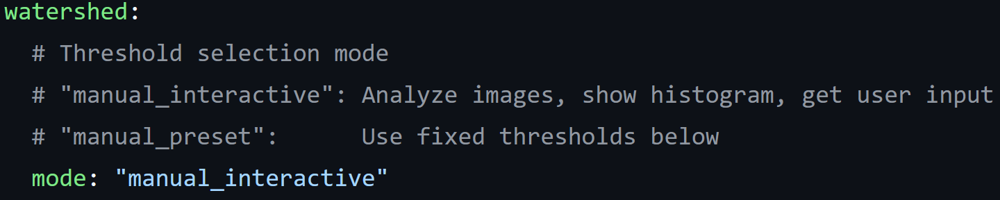 watershed:
  # Threshold selection mode
  # "manual_interactive": Analyze images, show histogram, get user input
  # "manual_preset":      Use fixed thresholds below
  mode: "manual_interactive"